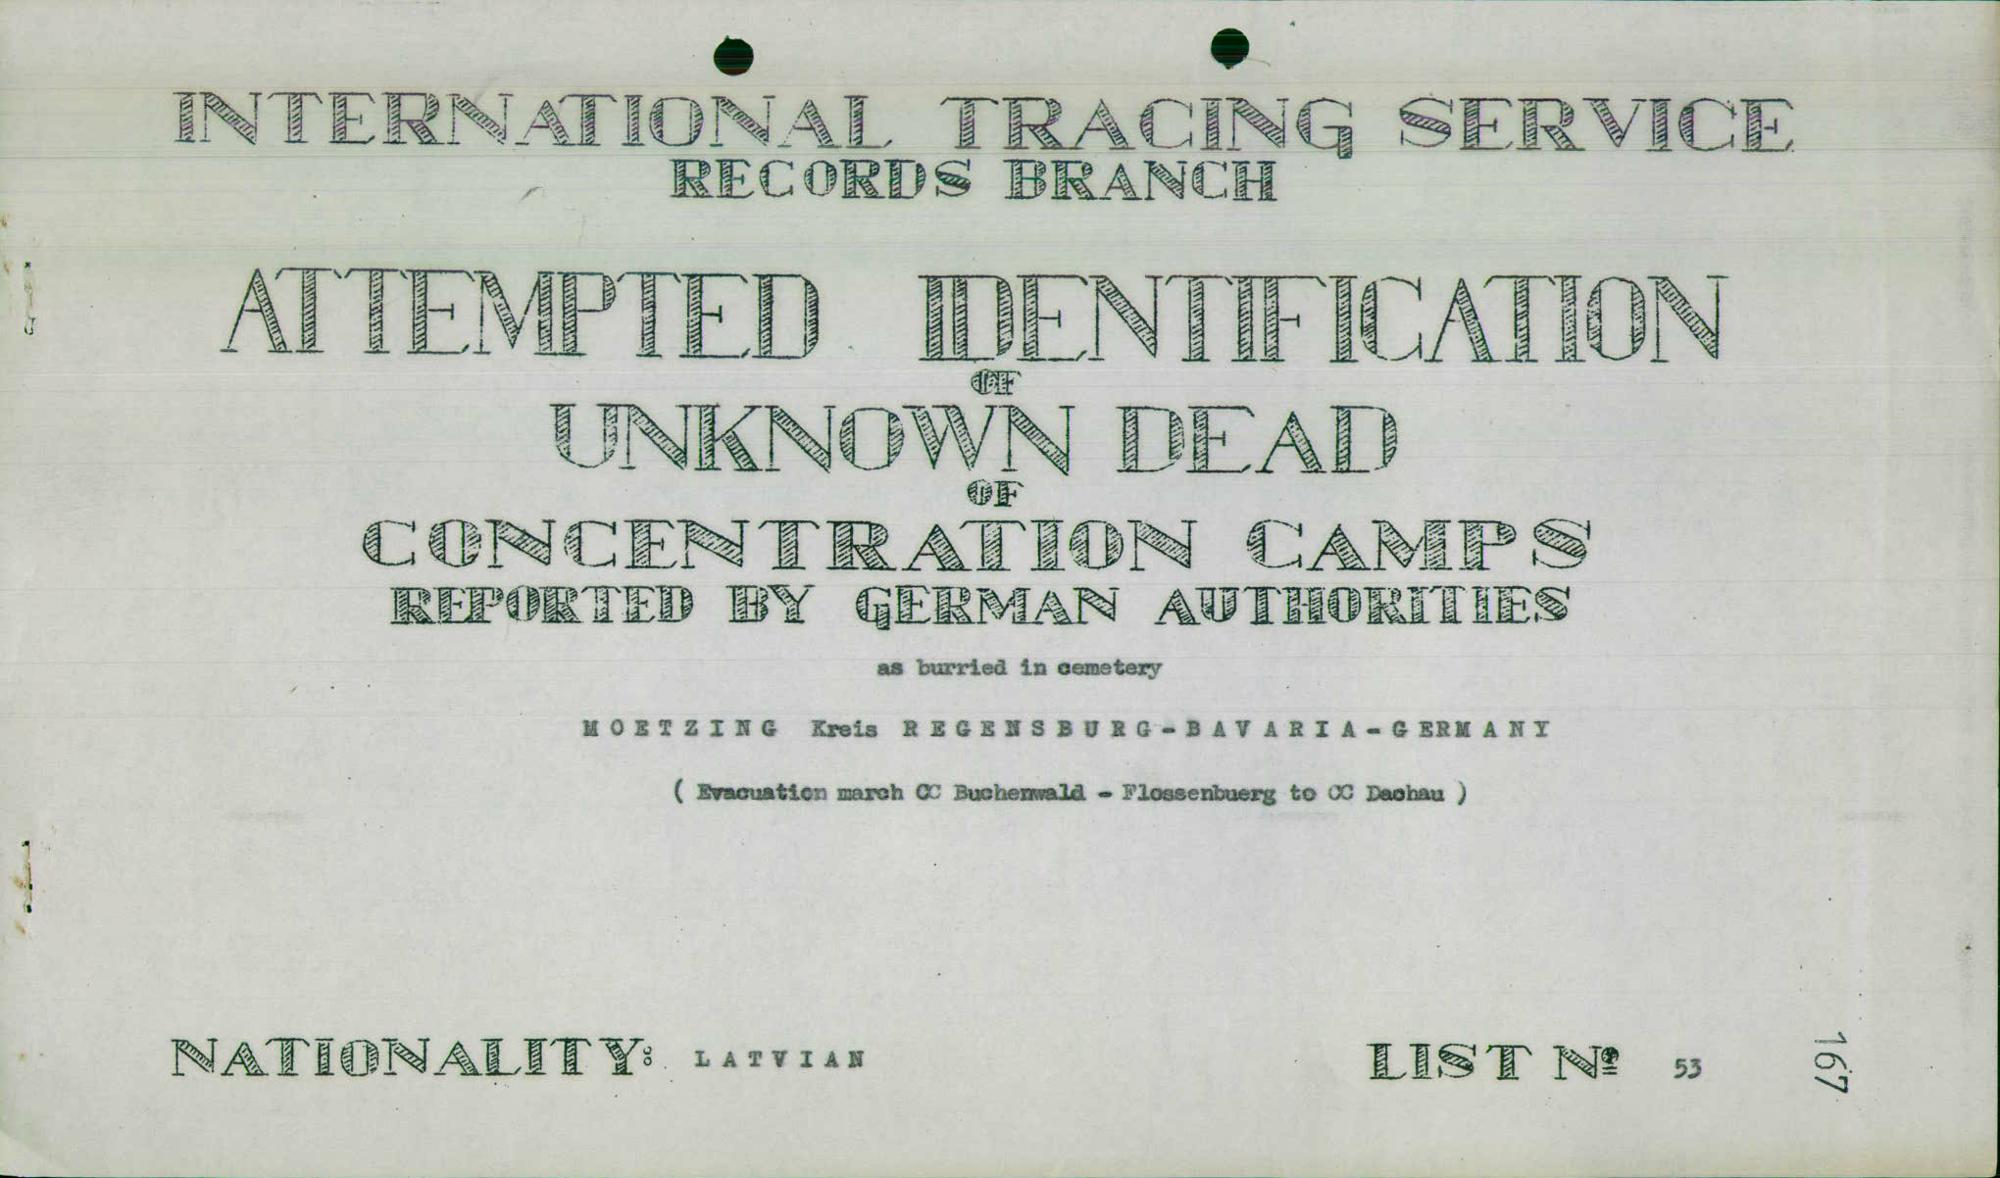 INTERNATIONAL TRACING SERVICE
RECORDS BRANCH
ATTEMPTED IDENTIFICATION
OF
UNKNOWN DEAD
OF
CONCENTRATION CAMPS
REPORTED BY GERMAN AUTHORITIES
as burried in cemetery
MOETZING Kreis REGENSBURG-BAVARIA-GERMANY
( Evacuation march CC Buchenwald - Flossenbuerg to CC Dachau )
NATIONALITY: LATVIAN
LIST Nº 53
167